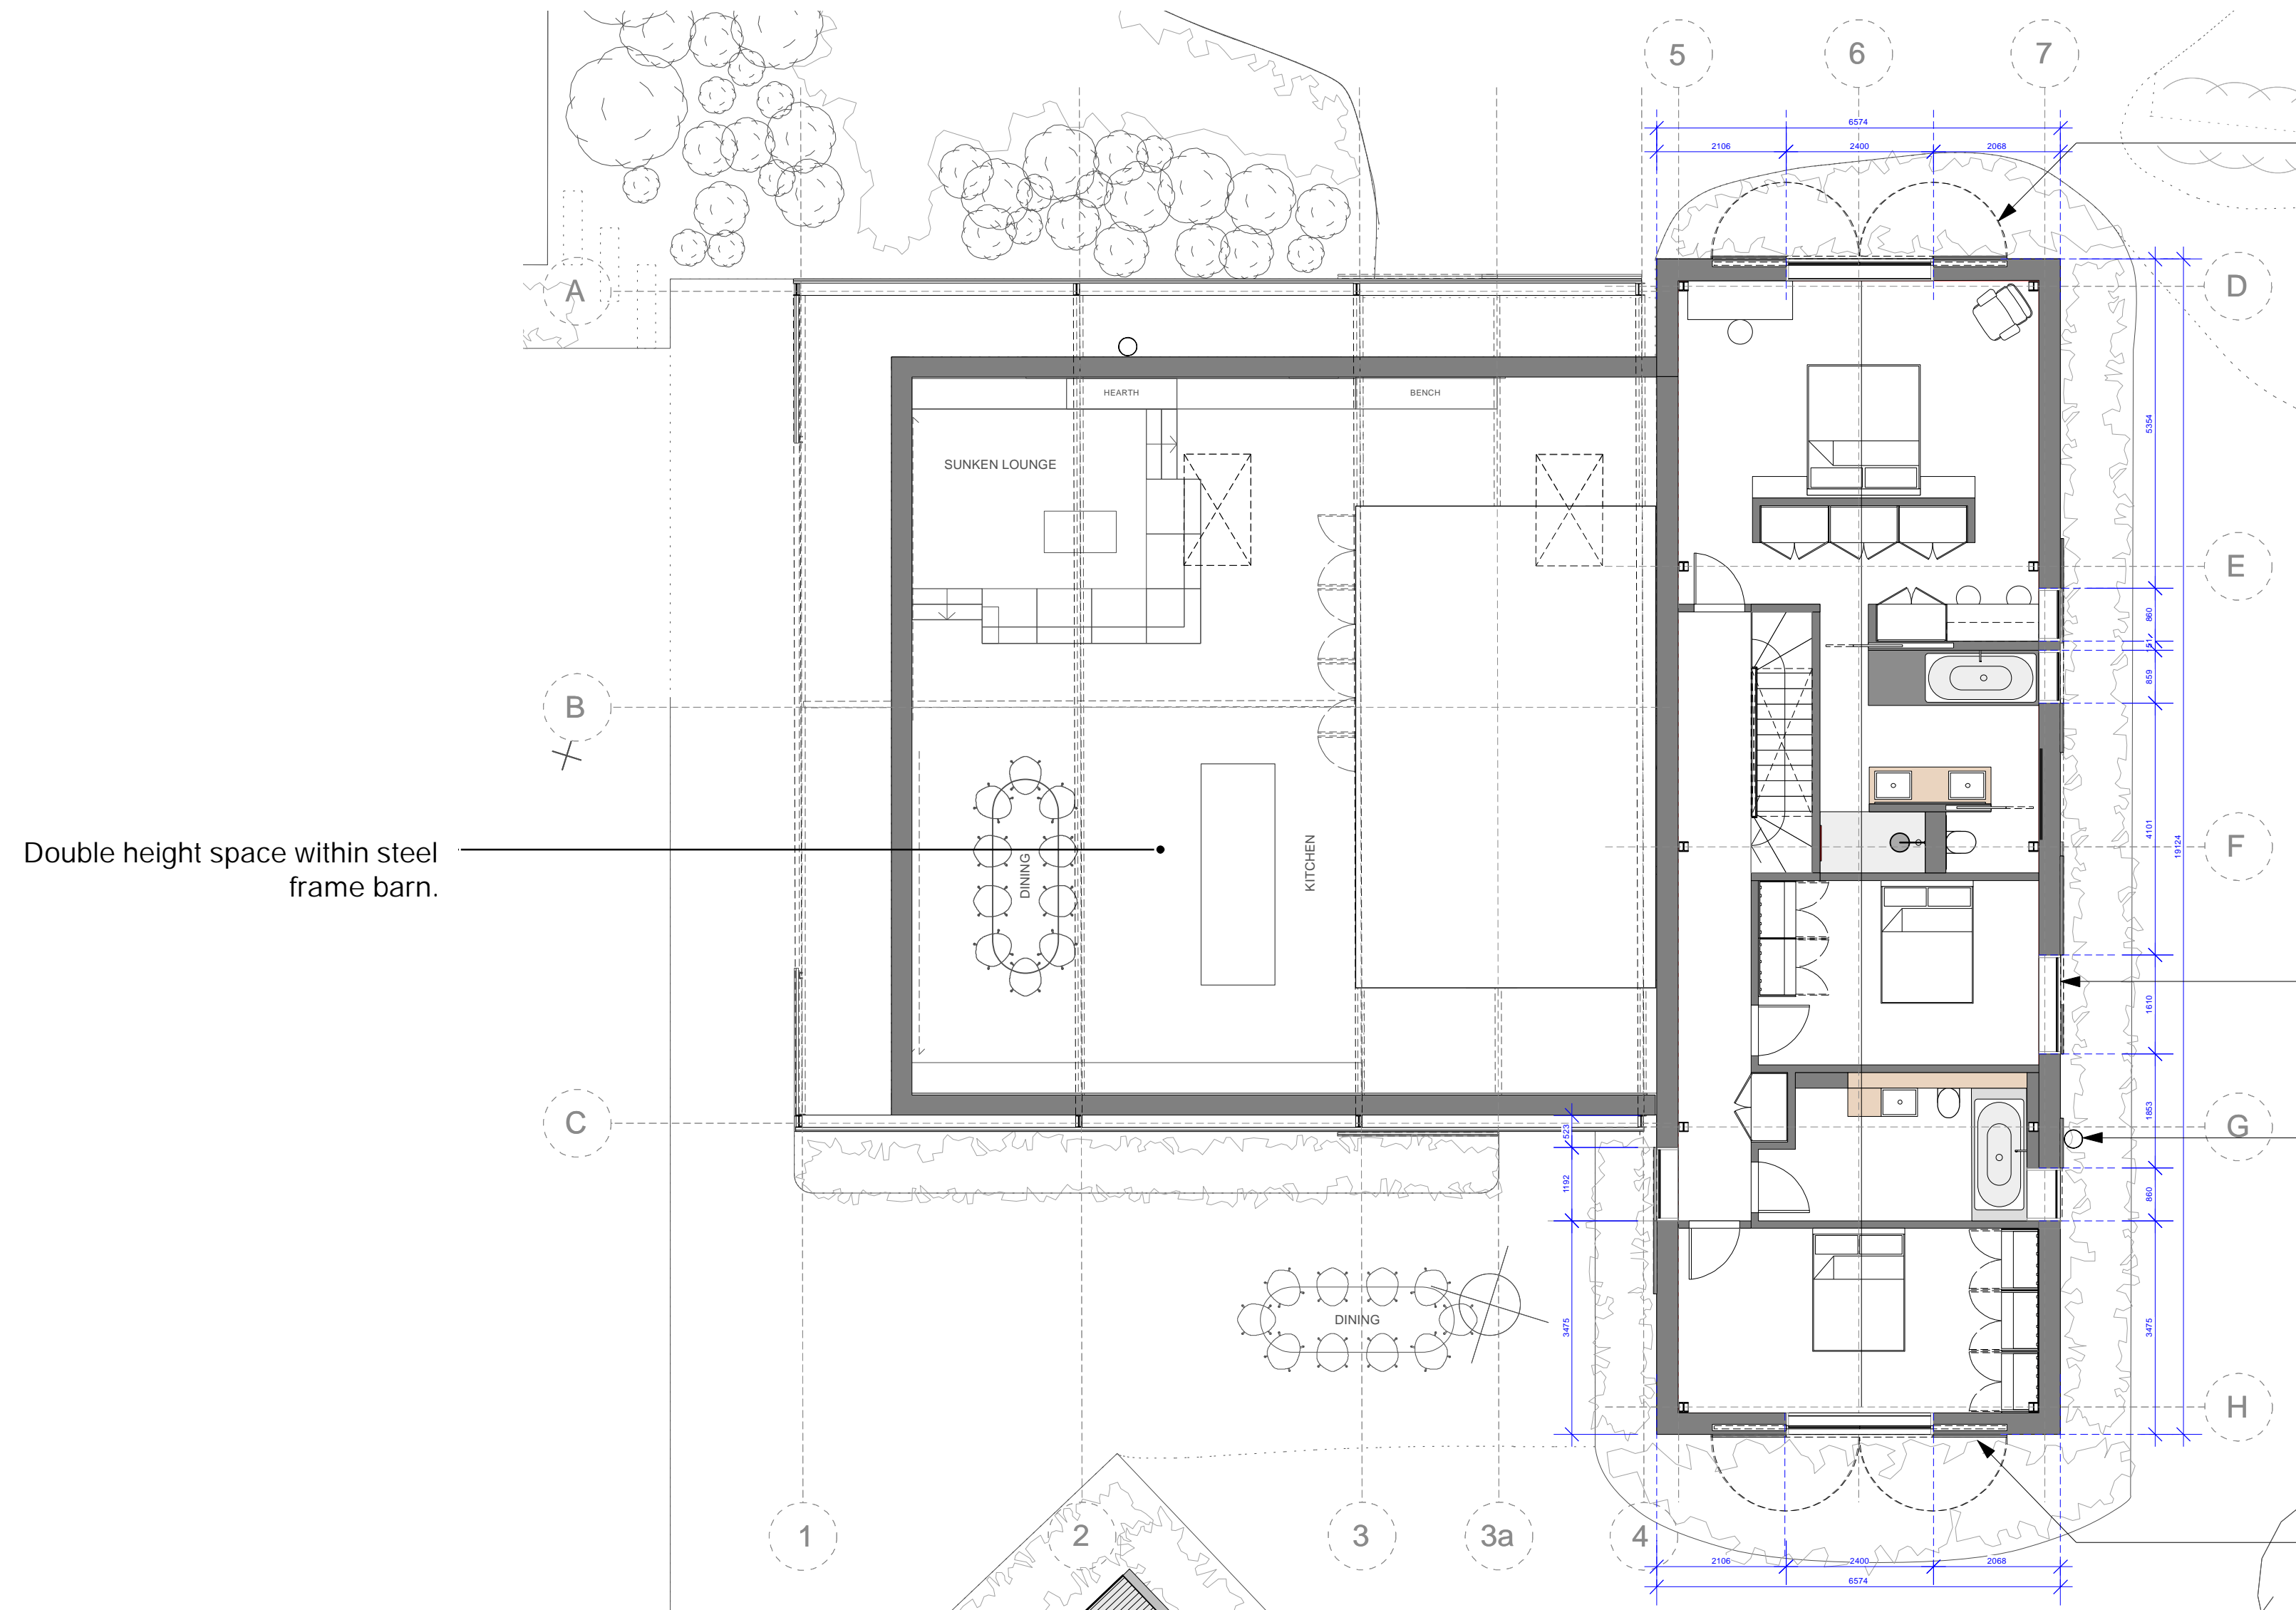 5 6 7
6574
2106 2400 2068
A
D
HEARTH
BENCH
5354
SUNKEN LOUNGE
E
860
151
859
B
DINING
KITCHEN
Double height space within steel
frame barn.
4101
19124
F
1610
C
523
1853
G
1192
860
DINING
3475
3475
H
1 2 3 3a 4
2106 2400 2068
6574